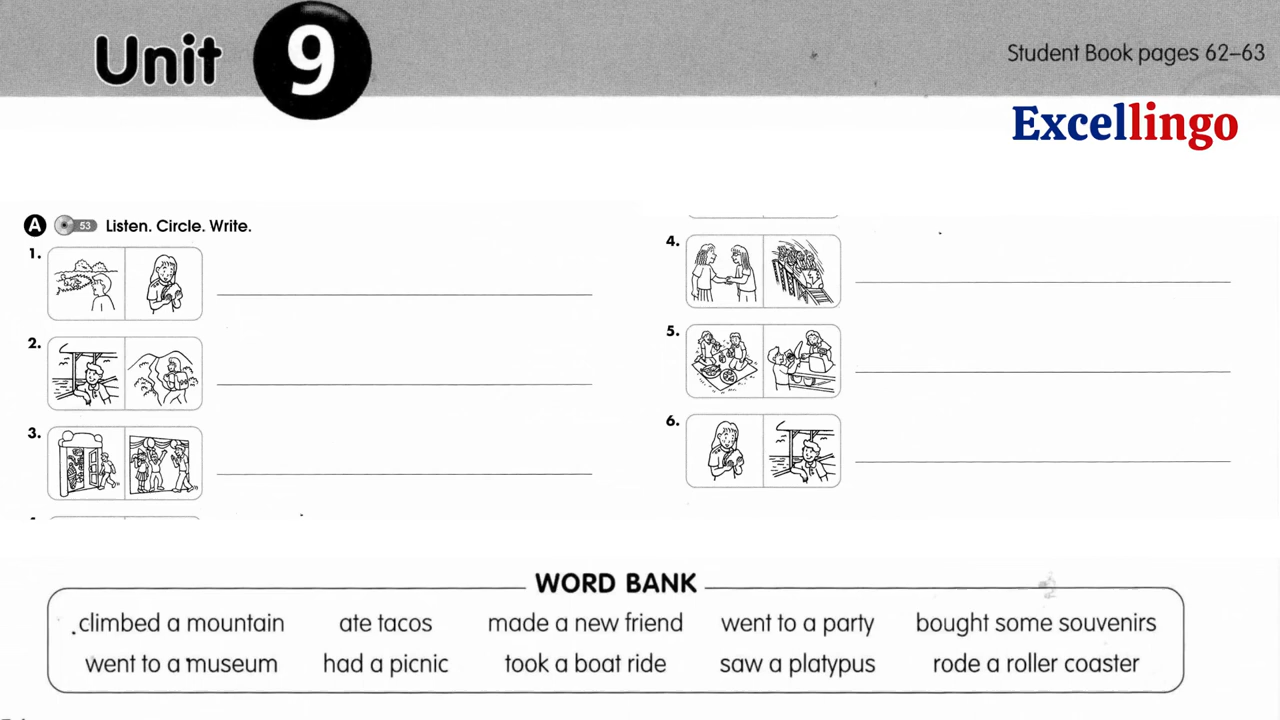 Unit 9
Student Book pages 62–63
Excellingo
A 53 Listen. Circle. Write.
1.
2.
3.
4.
5.
6.
WORD BANK
climbed a mountain ate tacos made a new friend went to a party bought some souvenirs
went to a museum had a picnic took a boat ride saw a platypus rode a roller coaster